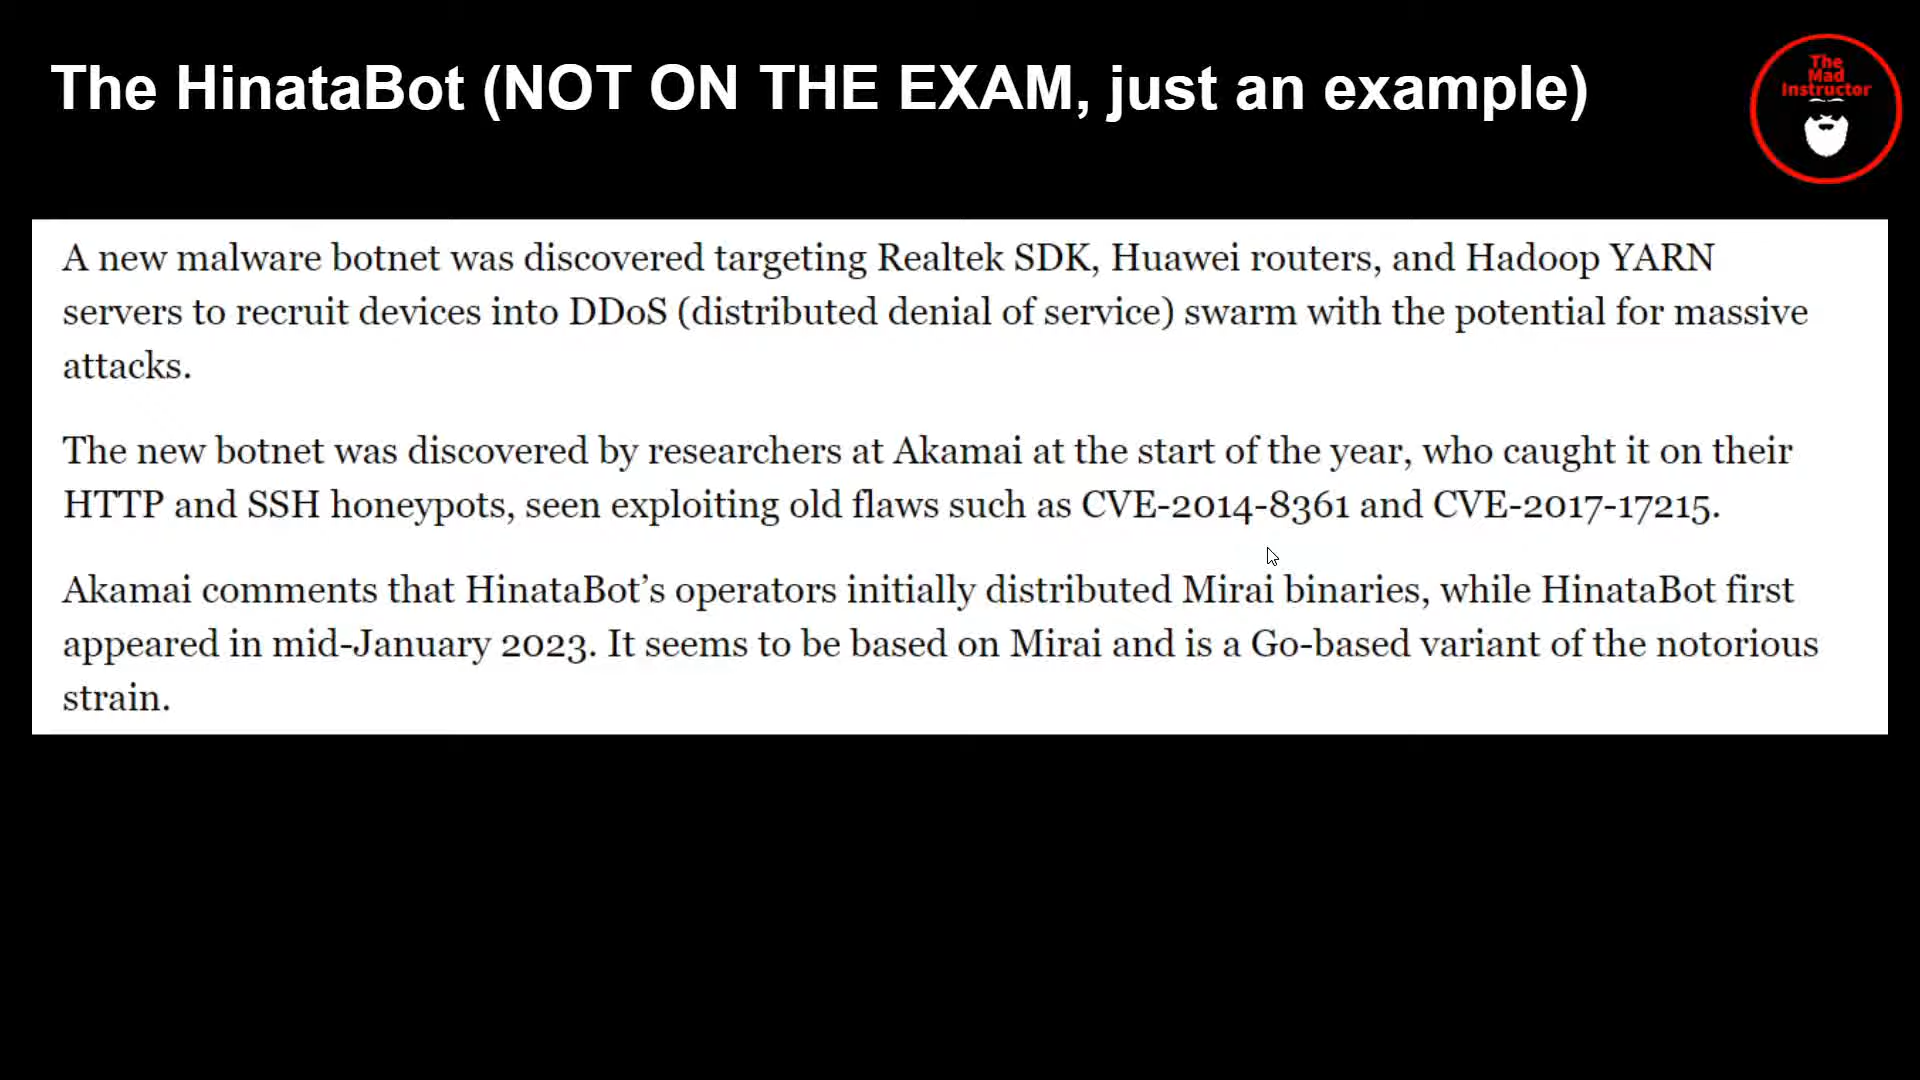 The HinataBot (NOT ON THE EXAM, just an example)
The
Mad
Instructor
A new malware botnet was discovered targeting Realtek SDK, Huawei routers, and Hadoop YARN
servers to recruit devices into DDoS (distributed denial of service) swarm with the potential for massive
attacks.
The new botnet was discovered by researchers at Akamai at the start of the year, who caught it on their
HTTP and SSH honeypots, seen exploiting old flaws such as CVE-2014-8361 and CVE-2017-17215.
Akamai comments that HinataBot’s operators initially distributed Mirai binaries, while HinataBot first
appeared in mid-January 2023. It seems to be based on Mirai and is a Go-based variant of the notorious
strain.